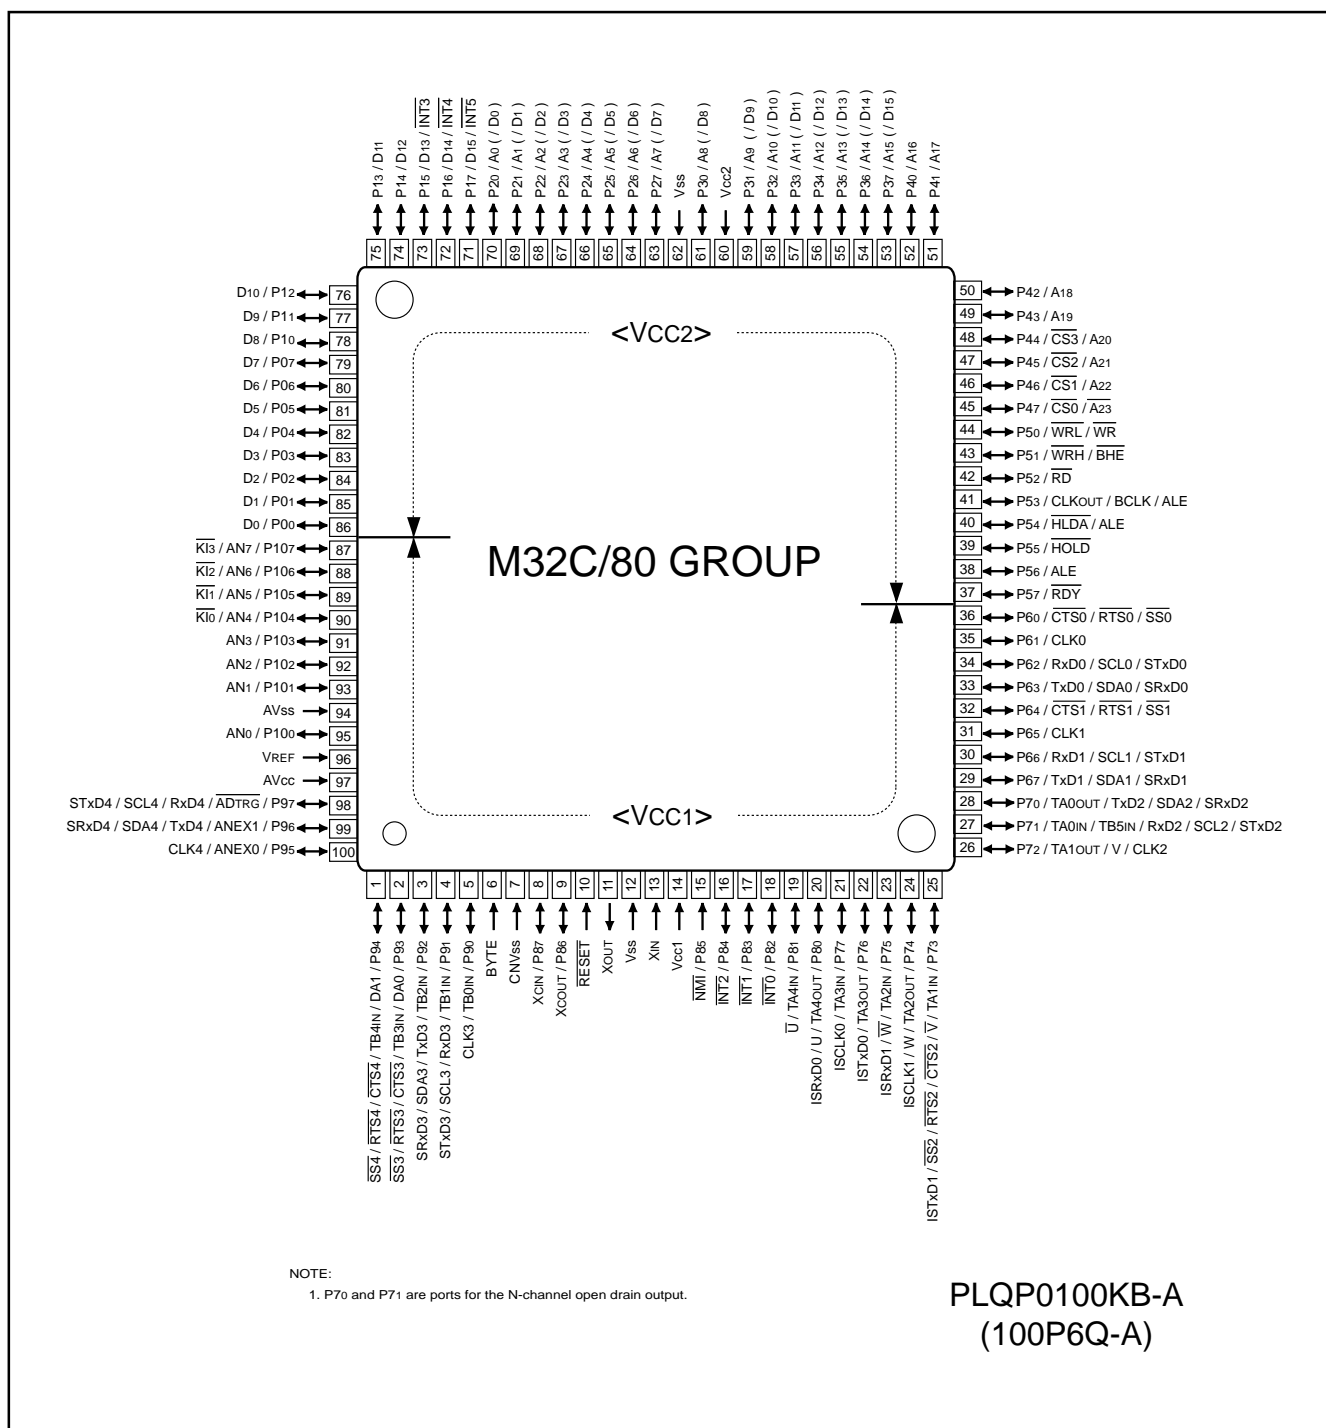 P13 / D11
P14 / D12
P15 / D13 / INT3
P16 / D14 / INT4
P17 / D15 / INT5
P20 / A0 ( / D0 )
P21 / A1 ( / D1 )
P22 / A2 ( / D2 )
P23 / A3 ( / D3 )
P24 / A4 ( / D4 )
P25 / A5 ( / D5 )
P26 / A6 ( / D6 )
P27 / A7 ( / D7 )
Vss
P30 / A8 ( / D8 )
Vcc2
P31 / A9 ( / D9 )
P32 / A10 ( / D10 )
P33 / A11 ( / D11 )
P34 / A12 ( / D12 )
P35 / A13 ( / D13 )
P36 / A14 ( / D14 )
P37 / A15 ( / D15 )
P40 / A16
P41 / A17
75 74 73 72 71 70 69 68 67 66 65 64 63 62 61 60 59 58 57 56 55 54 53 52 51
D10 / P12 76
D9 / P11 77
D8 / P10 78
D7 / P07 79
D6 / P06 80
D5 / P05 81
D4 / P04 82
D3 / P03 83
D2 / P02 84
D1 / P01 85
D0 / P00 86
KI3 / AN7 / P107 87
KI2 / AN6 / P106 88
KI1 / AN5 / P105 89
KI0 / AN4 / P104 90
AN3 / P103 91
AN2 / P102 92
AN1 / P101 93
AVss 94
AN0 / P100 95
VREF 96
AVcc 97
STxD4 / SCL4 / RxD4 / ADTRG / P97 98
SRxD4 / SDA4 / TxD4 / ANEX1 / P96 99
CLK4 / ANEX0 / P95 100
<VCC2>
M32C/80 GROUP
<VCC1>
50 P42 / A18
49 P43 / A19
48 P44 / CS3 / A20
47 P45 / CS2 / A21
46 P46 / CS1 / A22
45 P47 / CS0 / A23
44 P50 / WRL / WR
43 P51 / WRH / BHE
42 P52 / RD
41 P53 / CLKOUT / BCLK / ALE
40 P54 / HLDA / ALE
39 P55 / HOLD
38 P56 / ALE
37 P57 / RDY
36 P60 / CTS0 / RTS0 / SS0
35 P61 / CLK0
34 P62 / RxD0 / SCL0 / STxD0
33 P63 / TxD0 / SDA0 / SRxD0
32 P64 / CTS1 / RTS1 / SS1
31 P65 / CLK1
30 P66 / RxD1 / SCL1 / STxD1
29 P67 / TxD1 / SDA1 / SRxD1
28 P70 / TA0OUT / TxD2 / SDA2 / SRxD2
27 P71 / TA0IN / TB5IN / RxD2 / SCL2 / STxD2
26 P72 / TA1OUT / V / CLK2
1 2 3 4 5 6 7 8 9 10 11 12 13 14 15 16 17 18 19 20 21 22 23 24 25
SS4 / RTS4 / CTS4 / TB4IN / DA1 / P94
SS3 / RTS3 / CTS3 / TB3IN / DA0 / P93
SRxD3 / SDA3 / TxD3 / TB2IN / P92
STxD3 / SCL3 / RxD3 / TB1IN / P91
CLK3 / TB0IN / P90
BYTE
CNVss
XCIN / P87
XCOUT / P86
RESET
XOUT
Vss
XIN
Vcc1
NMI / P85
INT2 / P84
INT1 / P83
INT0 / P82
U / TA4IN / P81
ISRxD0 / U / TA4OUT / P80
ISCLK0 / TA3IN / P77
ISTxD0 / TA3OUT / P76
ISRxD1 / W / TA2IN / P75
ISCLK1 / W / TA2OUT / P74
ISTxD1 / SS2 / RTS2 / CTS2 / V / TA1IN / P73
NOTE:
1. P70 and P71 are ports for the N-channel open drain output.
PLQP0100KB-A
(100P6Q-A)